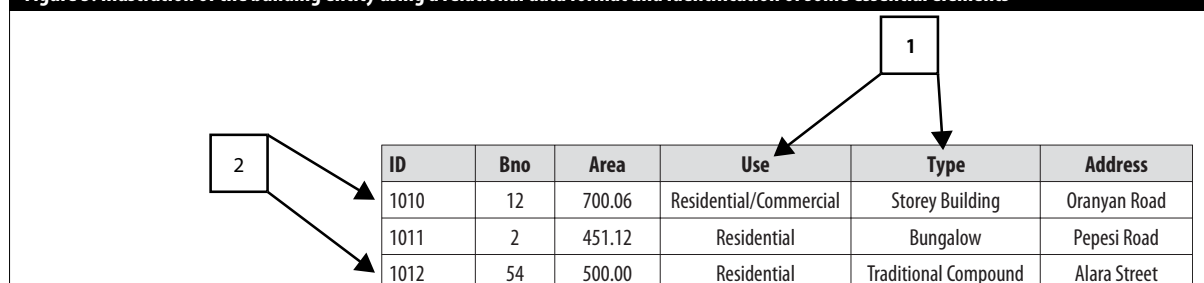 1
2
ID Bno Area Use Type Address
1010 12 700.06 Residential/Commercial Storey Building Oranyan Road
1011 2 451.12 Residential Bungalow Pepesi Road
1012 54 500.00 Residential Traditional Compound Alara Street